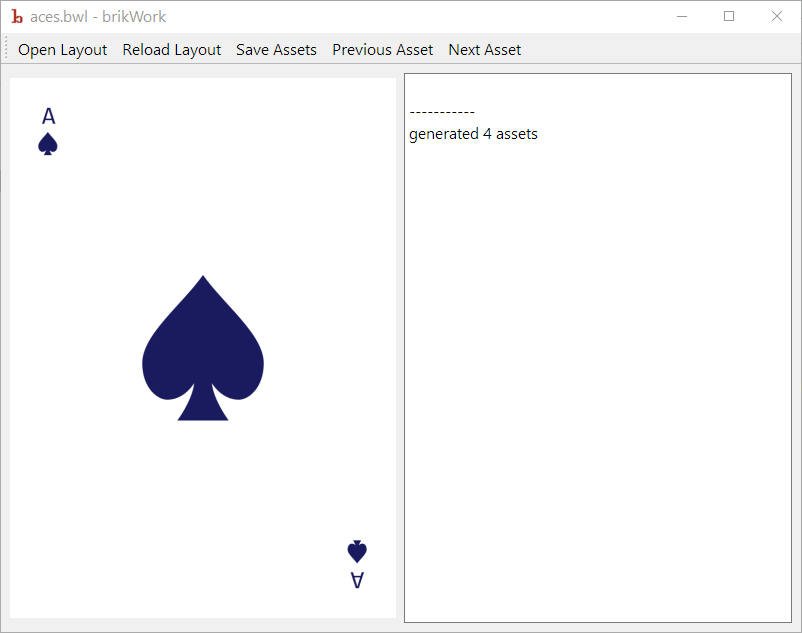 aces.bwl - brikWork
Open Layout Reload Layout Save Assets Previous Asset Next Asset
A
-----------
generated 4 assets
A